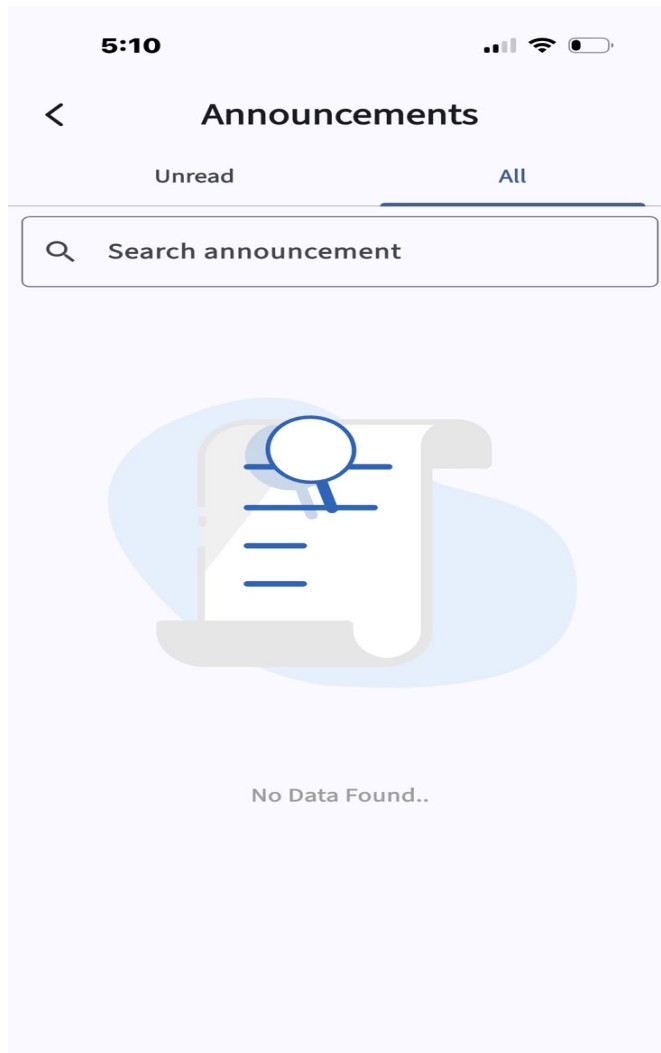 5:10
Announcements
Unread All
Search announcement
No Data Found..